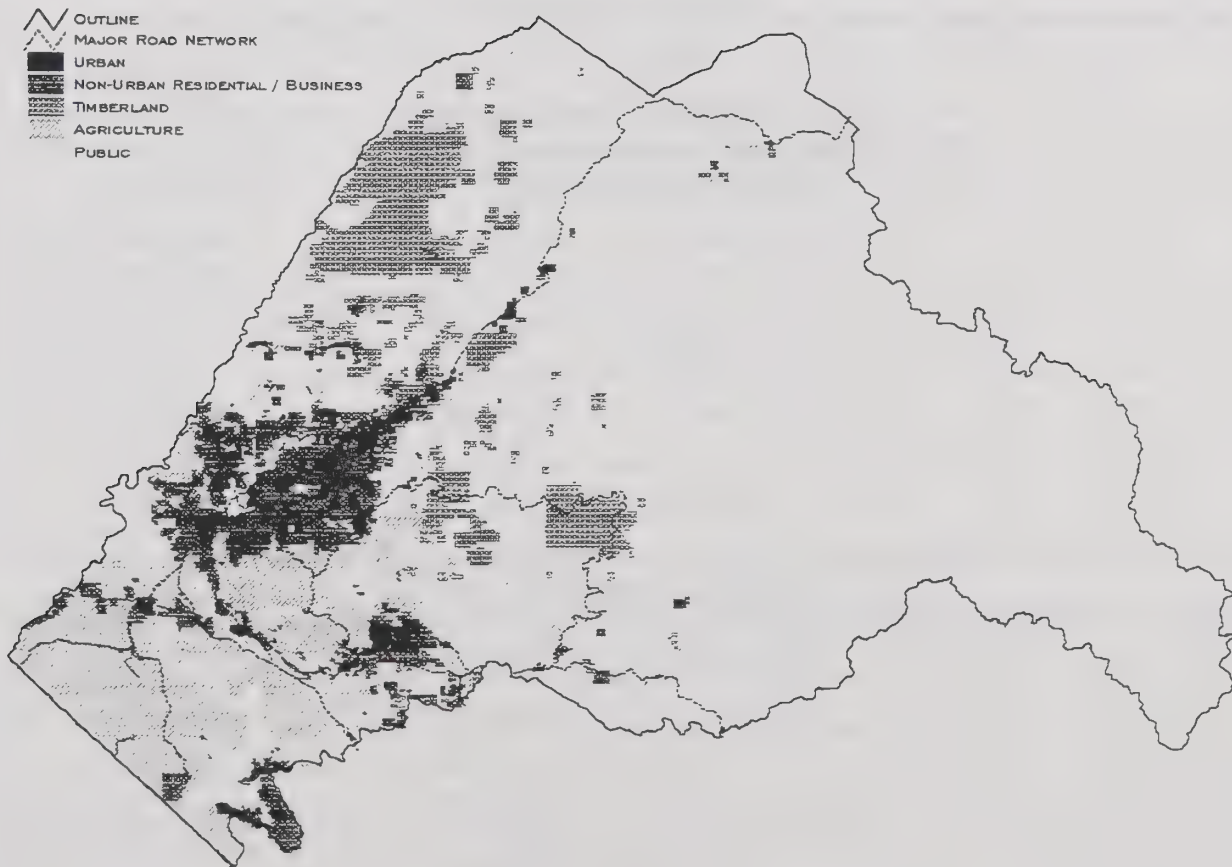 OUTLINE
MAJOR ROAD NETWORK
URBAN
NON-URBAN RESIDENTIAL / BUSINESS
TIMBERLAND
AGRICULTURE
PUBLIC